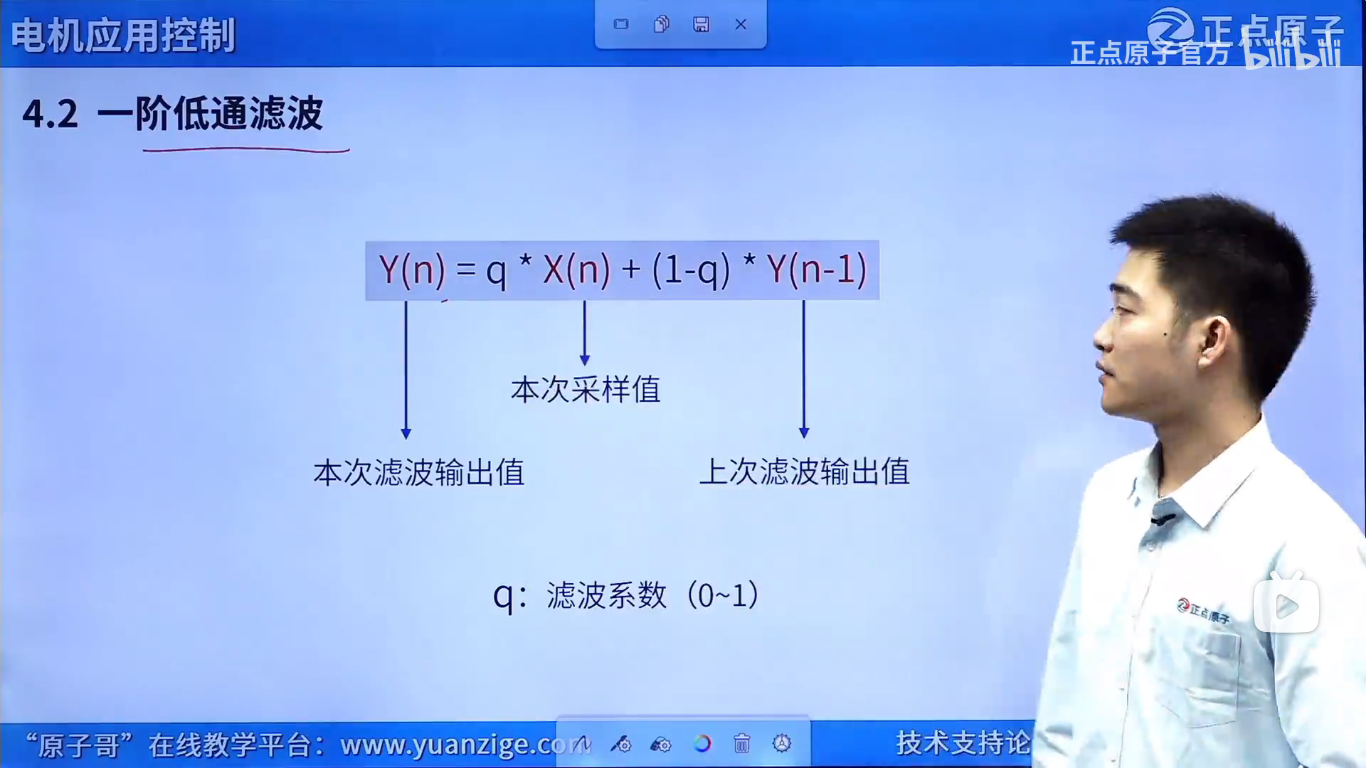 电机应用控制
正点原子
正点原子官方 bilibili
4.2 一阶低通滤波
Y(n) = q * X(n) + (1-q) * Y(n-1)
本次采样值
本次滤波输出值
上次滤波输出值
q：滤波系数（0~1）
正点原子
“原子哥”在线教学平台：www.yuanzige.com
技术支持论